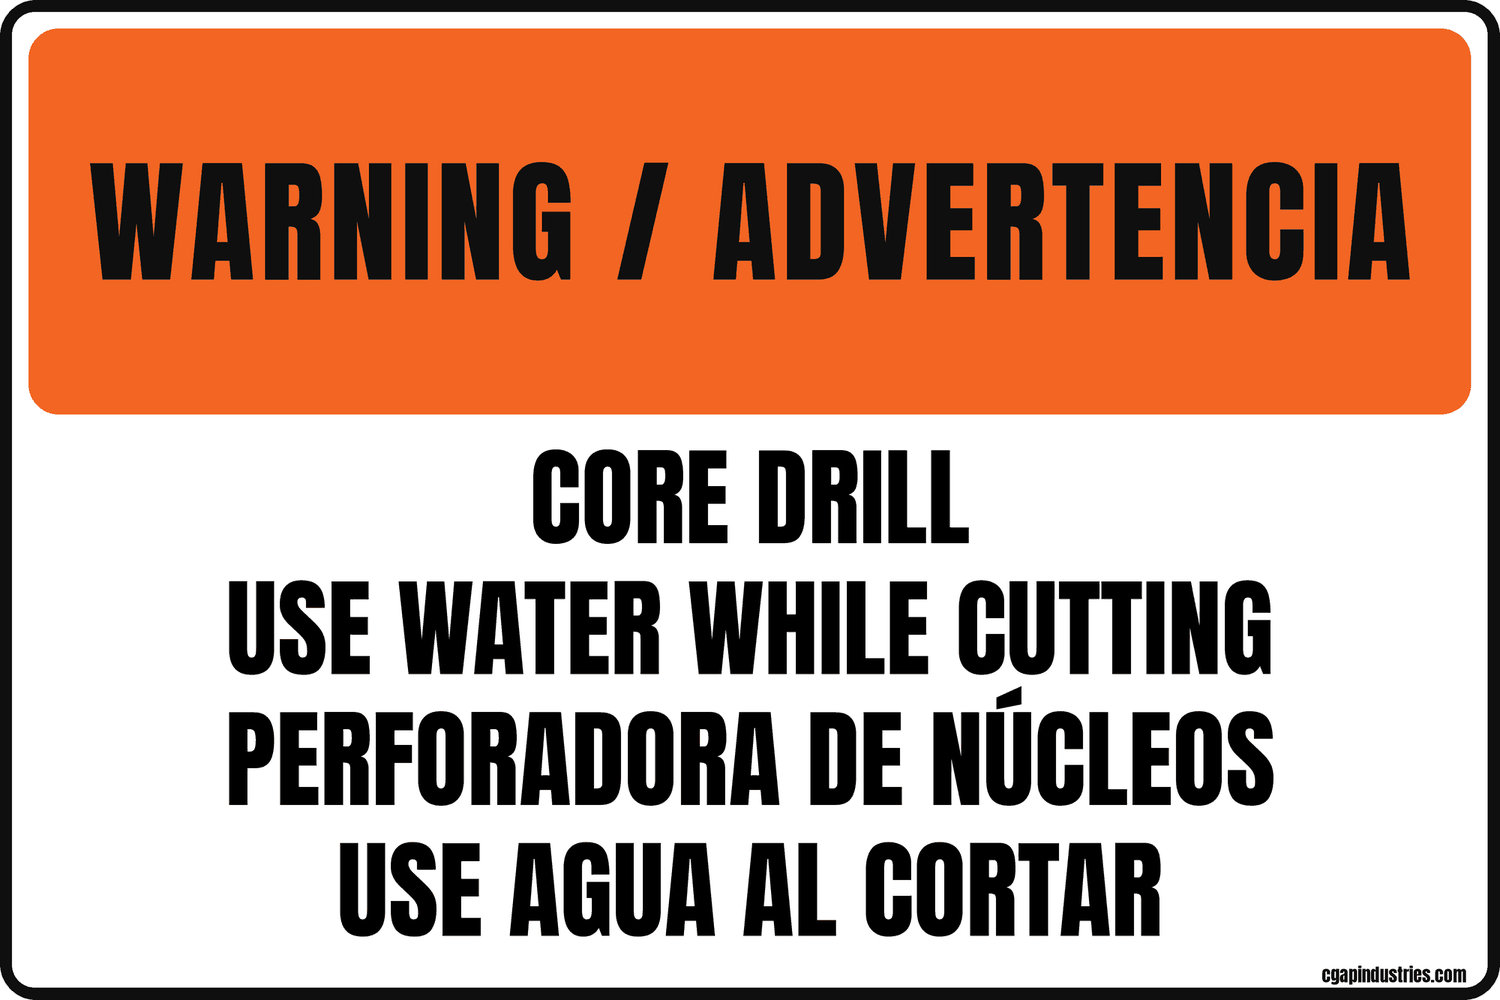 WARNING / ADVERTENCIA
CORE DRILL
USE WATER WHILE CUTTING
PERFORADORA DE NÚCLEOS
USE AGUA AL CORTAR
cgapindustries.com